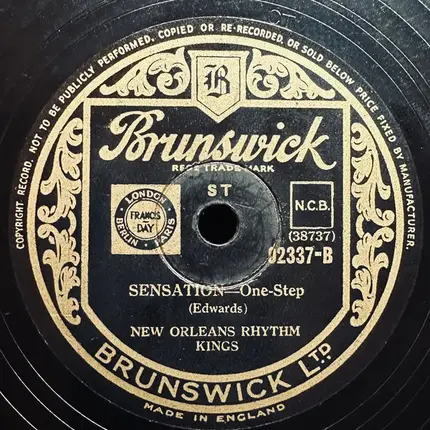 COPYRIGHT RECORD. NOT TO BE PUBLICLY PERFORMED, COPIED OR RE-RECORDED, OR SOLD BELOW PRICE FIXED BY MANUFACTURER.
B
Brunswick
REGD TRADE MARK
ST
LONDON
FRANCIS
DAY
BERLIN PARIS
N.C.B.
(38737)
02337-B
SENSATION—One-Step
(Edwards)
NEW ORLEANS RHYTHM
KINGS
BRUNSWICK LTD
MADE IN ENGLAND